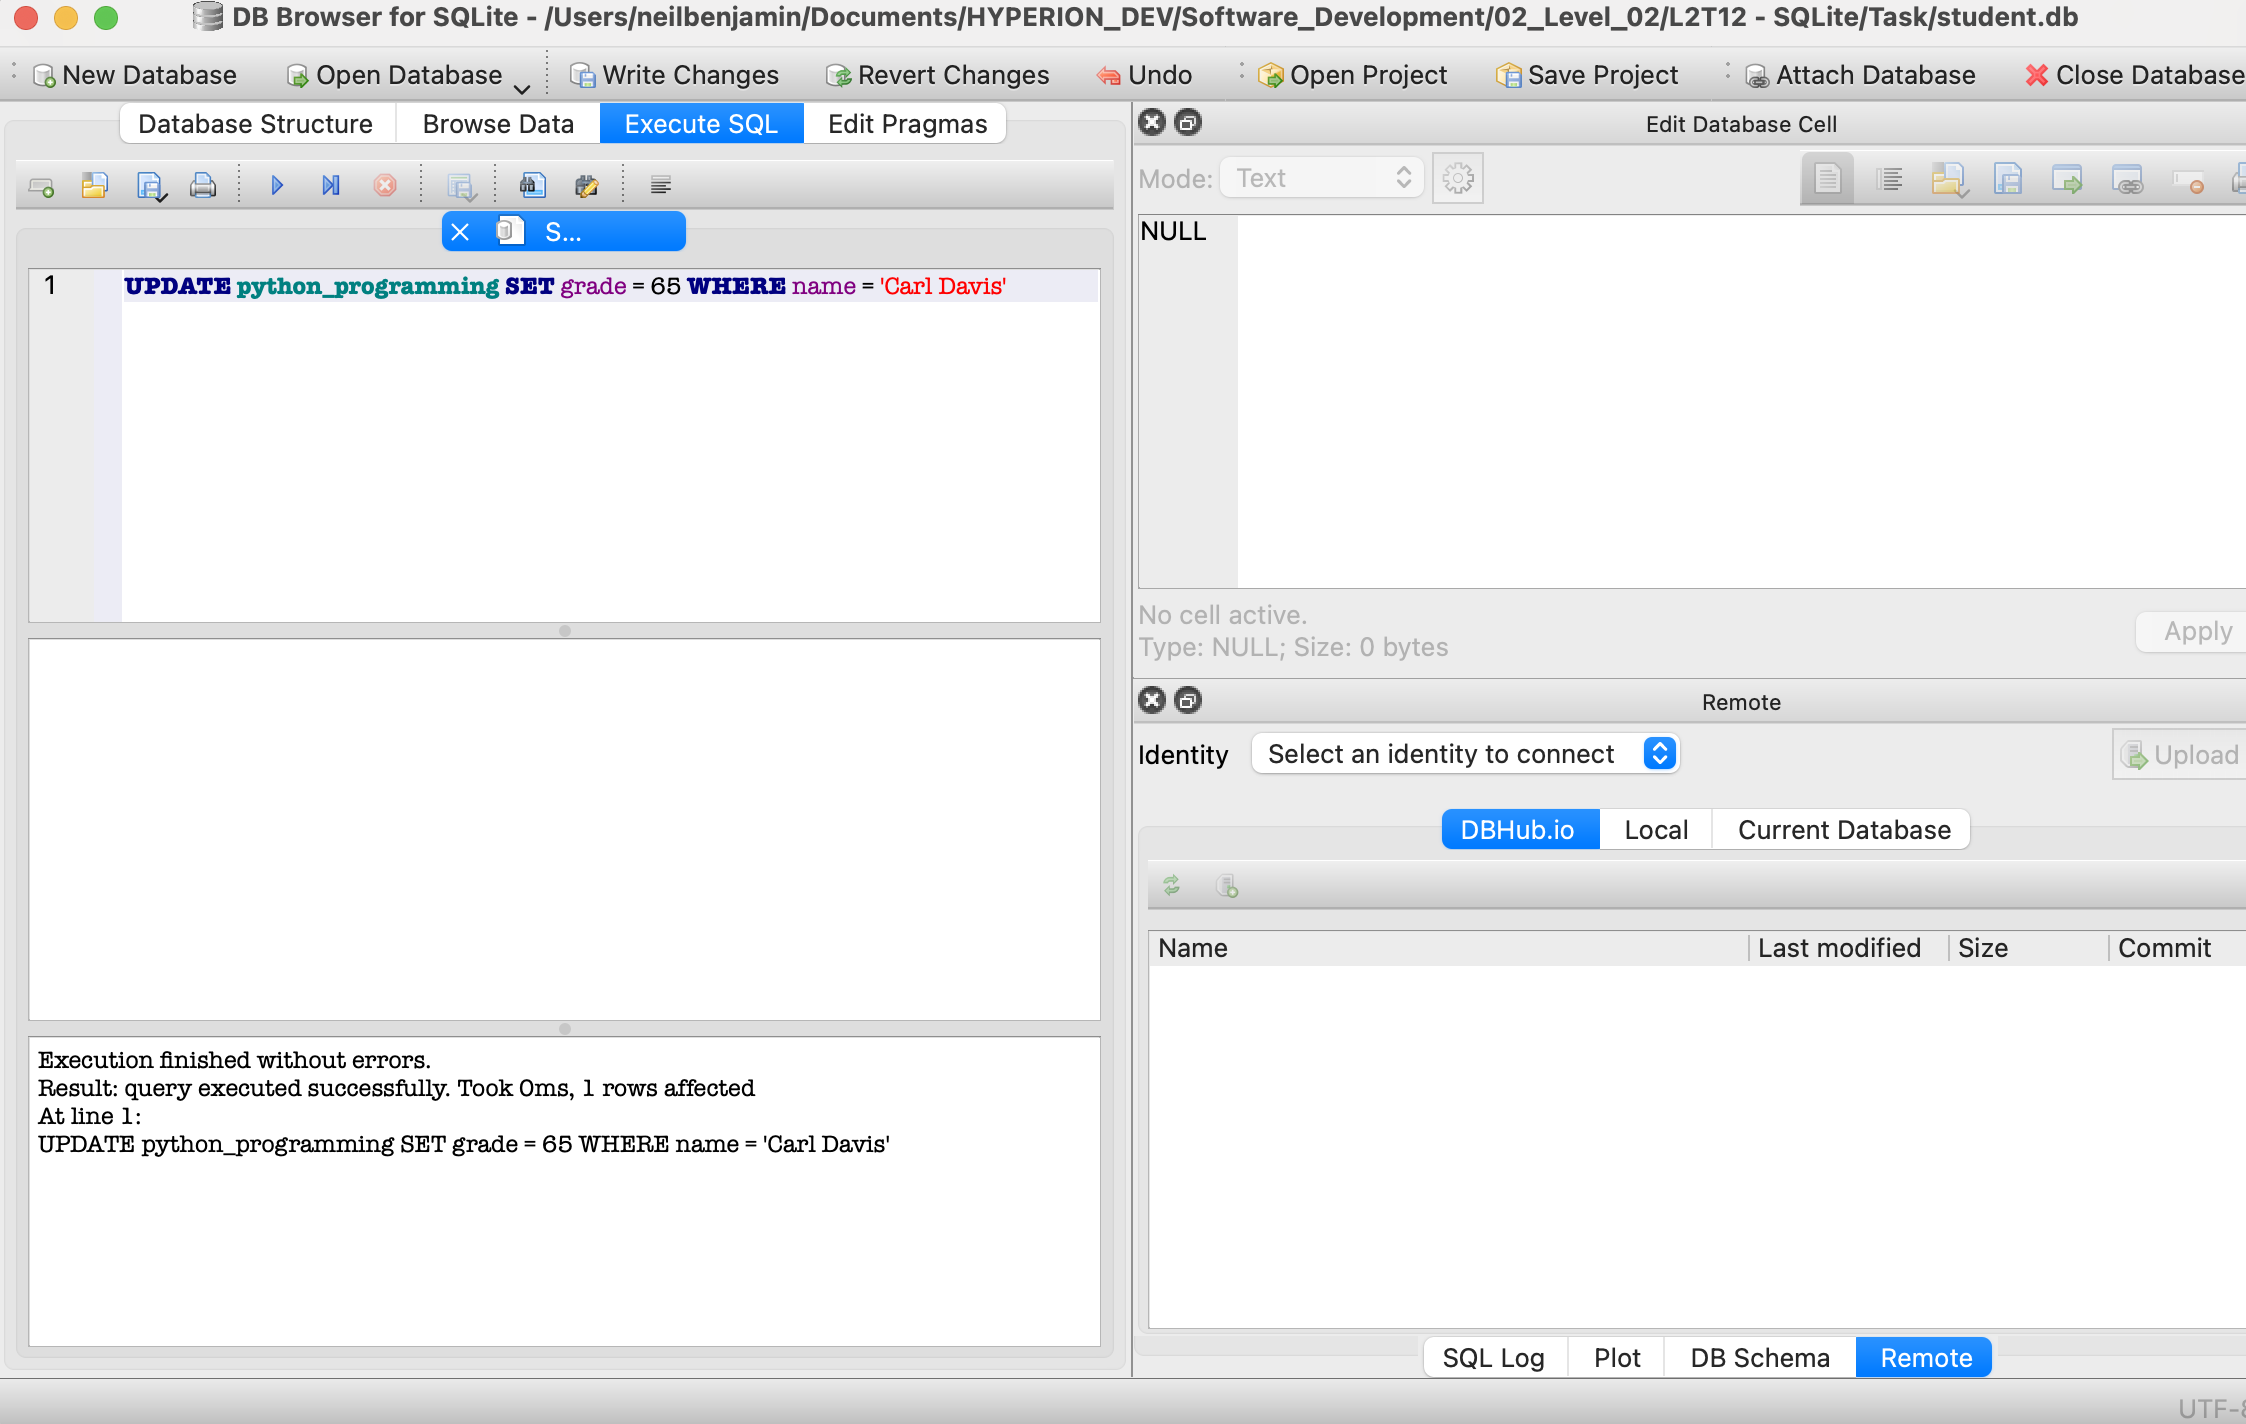 DB Browser for SQLite - /Users/neilbenjamin/Documents/HYPERION_DEV/Software_Development/02_Level_02/L2T12 - SQLite/Task/student.db
New Database Open Database Write Changes Revert Changes Undo Open Project Save Project Attach Database Close Database
Database Structure Browse Data Execute SQL Edit Pragmas
S...
1 UPDATE python_programming SET grade = 65 WHERE name = 'Carl Davis'
Execution finished without errors.
Result: query executed successfully. Took 0ms, 1 rows affected
At line 1:
UPDATE python_programming SET grade = 65 WHERE name = 'Carl Davis'
Edit Database Cell
Mode: Text
NULL
No cell active.
Type: NULL; Size: 0 bytes
Apply
Remote
Identity Select an identity to connect Upload
DBHub.io Local Current Database
Name Last modified Size Commit
SQL Log Plot DB Schema Remote
UTF-8